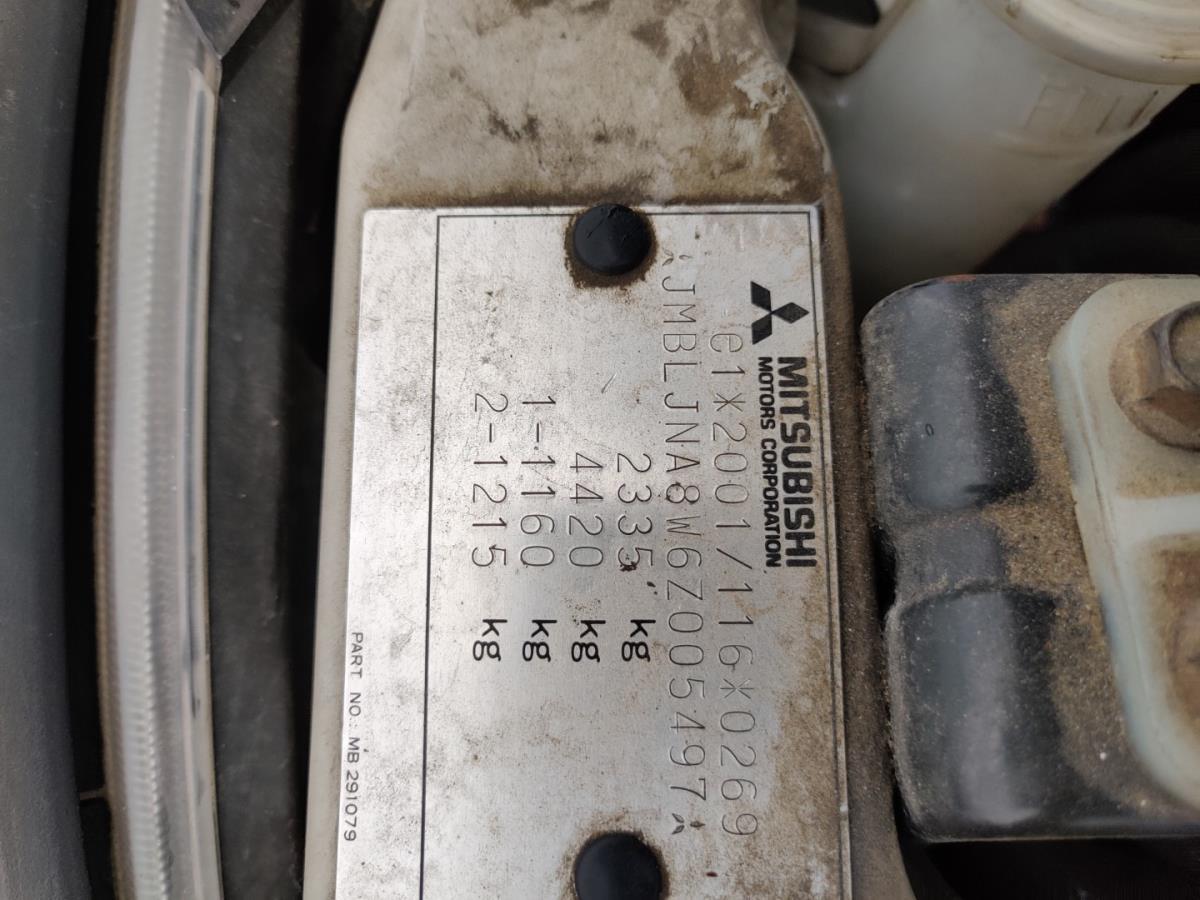 MITSUBISHI
MOTORS CORPORATION
e1*2001/116*0269
JMBLJNA8W6Z005497
2335 kg
4420 kg
1-1160 kg
2-1215 kg
PART NO.: MB 291079